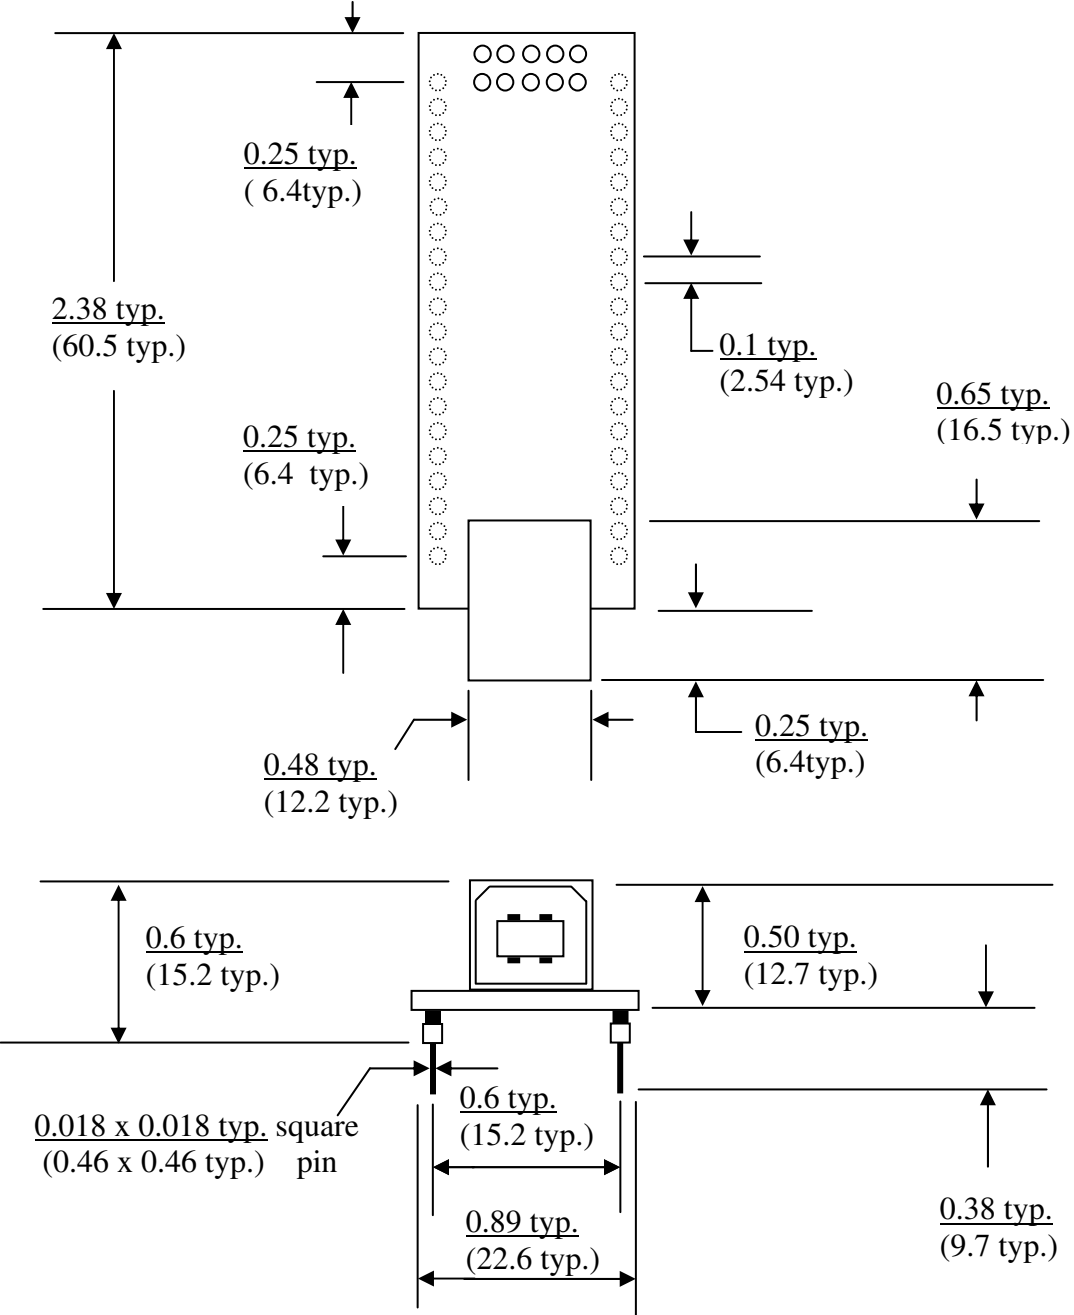 0.25 typ.
( 6.4typ.)
2.38 typ.
(60.5 typ.)
0.1 typ.
(2.54 typ.)
0.65 typ.
(16.5 typ.)
0.25 typ.
(6.4  typ.)
0.25 typ.
(6.4typ.)
0.48 typ.
(12.2 typ.)
0.6 typ.
(15.2 typ.)
0.50 typ.
(12.7 typ.)
0.018 x 0.018 typ. square
(0.46 x 0.46 typ.) pin
0.6 typ.
(15.2 typ.)
0.89 typ.
(22.6 typ.)
0.38 typ.
(9.7 typ.)